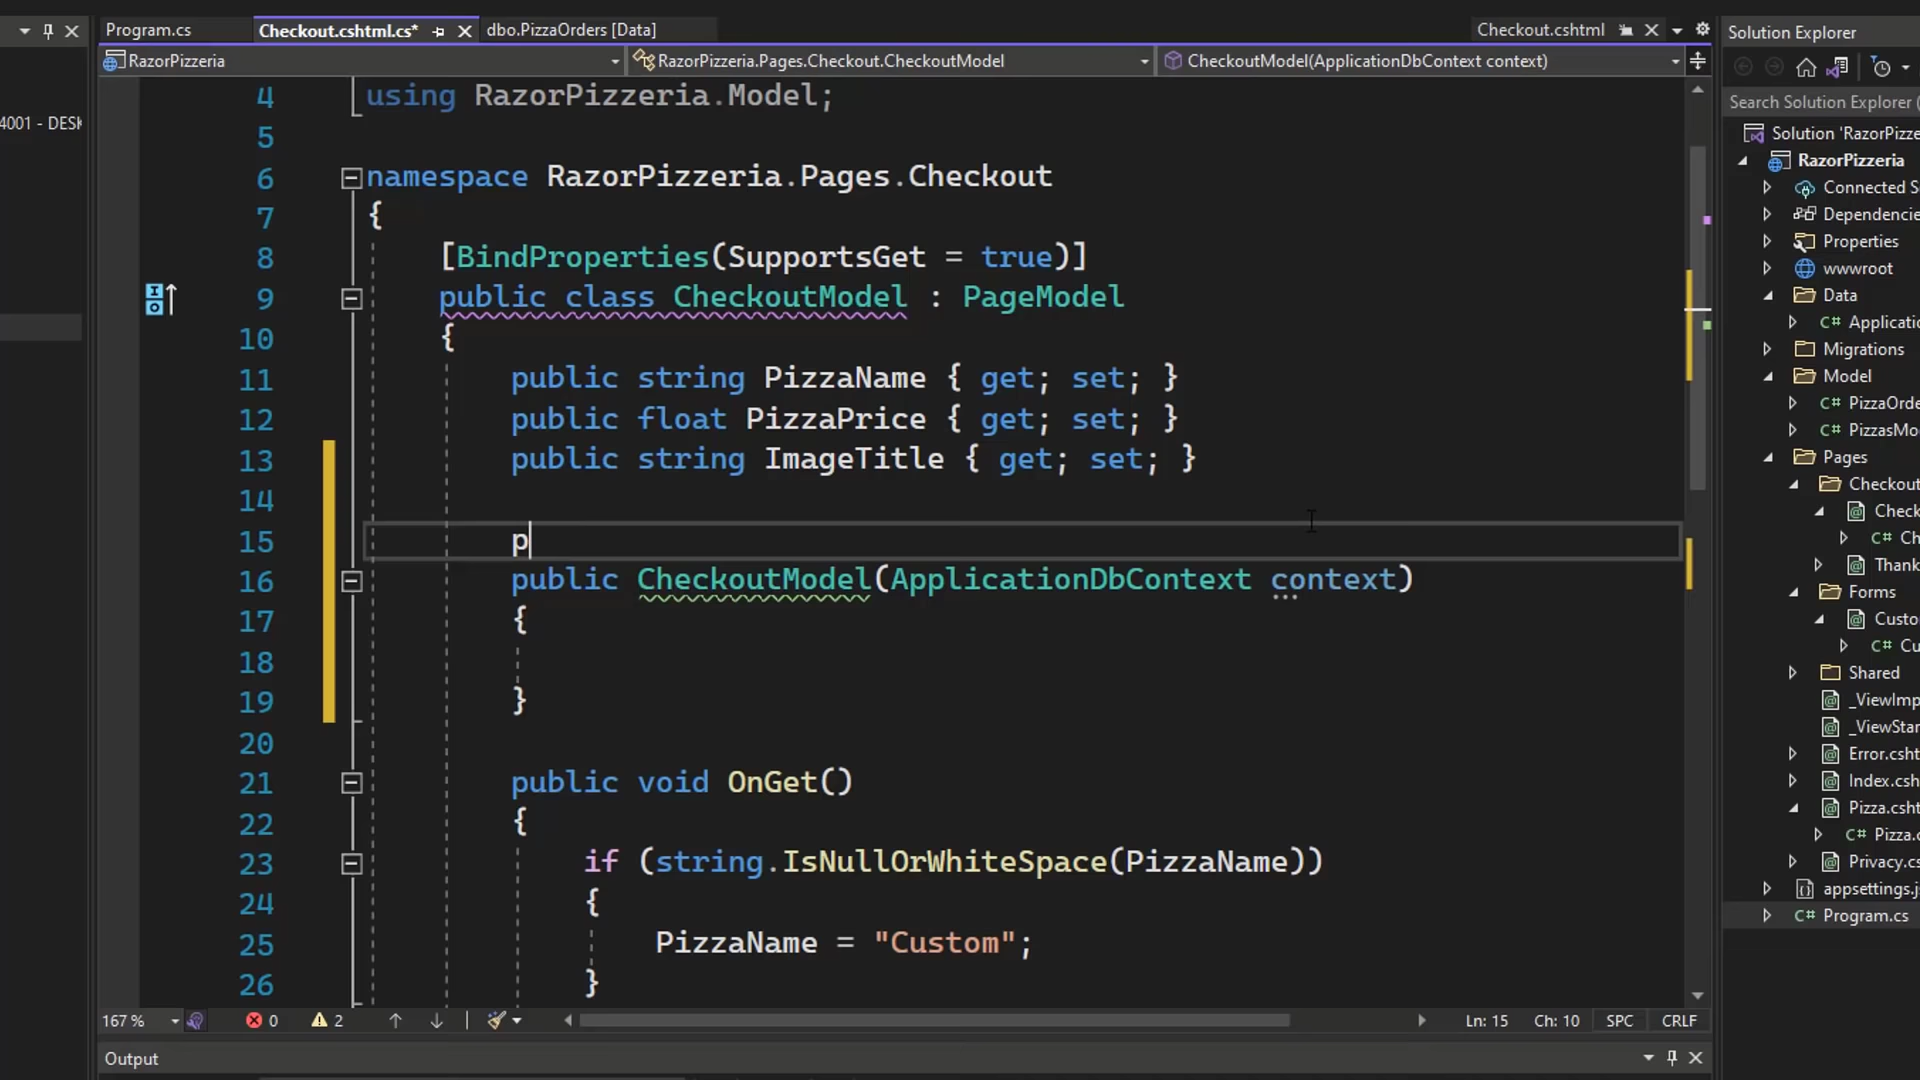 Program.cs
Checkout.cshtml.cs*
dbo.PizzaOrders [Data]
Checkout.cshtml
Solution Explorer
RazorPizzeria
RazorPizzeria.Pages.Checkout.CheckoutModel
CheckoutModel(ApplicationDbContext context)
Search Solution Explorer (
4001 - DESK
4 using RazorPizzeria.Model;
5
6 namespace RazorPizzeria.Pages.Checkout
7 {
8 [BindProperties(SupportsGet = true)]
9 public class CheckoutModel : PageModel
10 {
11 public string PizzaName { get; set; }
12 public float PizzaPrice { get; set; }
13 public string ImageTitle { get; set; }
14
15 p
16 public CheckoutModel(ApplicationDbContext context)
17 {
18
19 }
20
21 public void OnGet()
22 {
23 if (string.IsNullOrWhiteSpace(PizzaName))
24 {
25 PizzaName = "Custom";
26 }
Solution 'RazorPizze
RazorPizzeria
Connected S
Dependencie
Properties
wwwroot
Data
C# Applicatio
Migrations
Model
C# PizzaOrde
C# PizzasMo
Pages
Checkout
Check
C# Ch
Thank
Forms
Custo
C# Cu
Shared
_ViewImp
_ViewStar
Error.csht
Index.csh
Pizza.csht
C# Pizza.c
Privacy.cs
appsettings.js
C# Program.cs
167 %
0
2
Ln: 15
Ch: 10
SPC
CRLF
Output